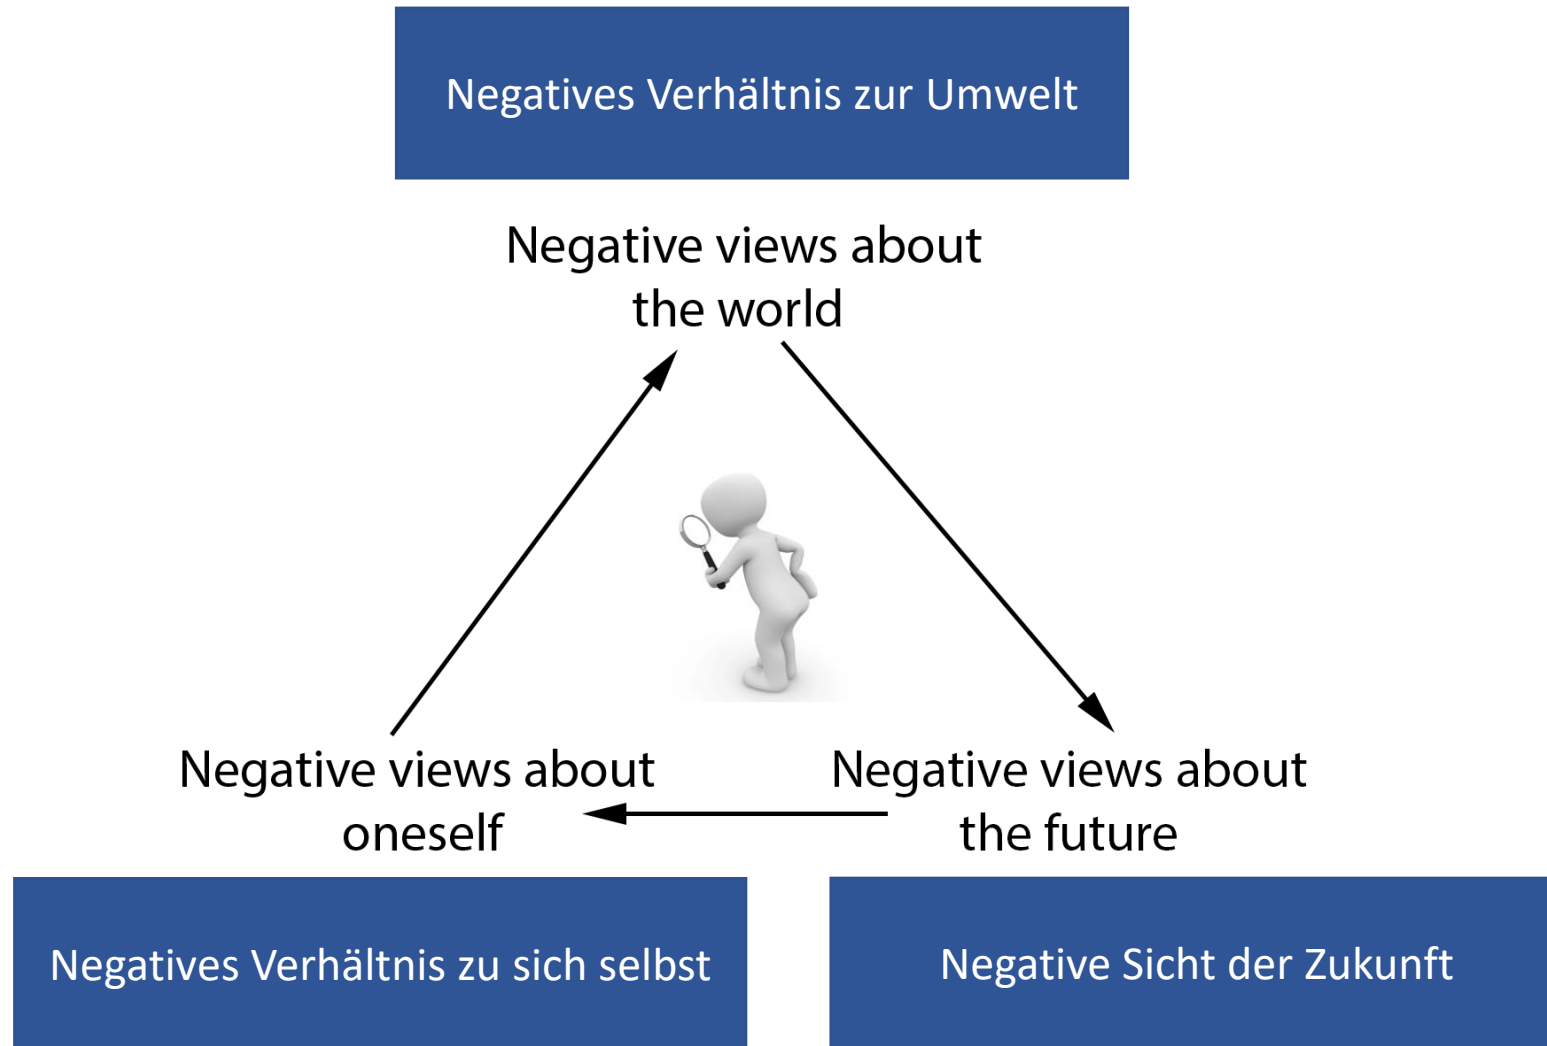 Negatives Verhältnis zur Umwelt
Negative views about
the world
Negative views about
oneself
Negative views about
the future
Negatives Verhältnis zu sich selbst
Negative Sicht der Zukunft